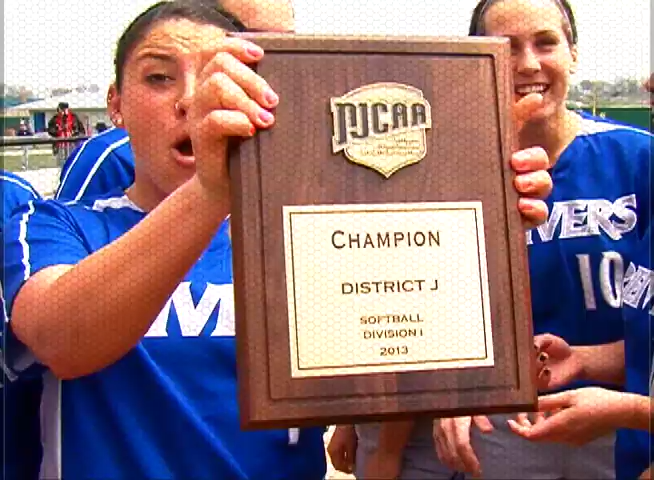 NJCAA
CHAMPION
DISTRICT J
SOFTBALL
DIVISION I
2013
IVERS
10